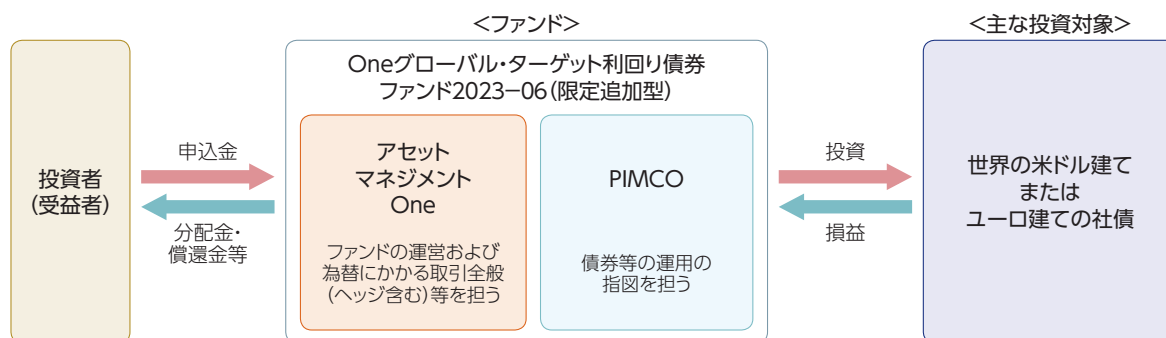 <ファンド>
<主な投資対象>
投資者
(受益者)
申込金
分配金・
償還金等
Oneグローバル・ターゲット利回り債券
ファンド2023-06(限定追加型)
アセット
マネジメント
One
ファンドの運営および
為替にかかる取引全般
(ヘッジ含む)等を担う
PIMCO
債券等の運用の
指図を担う
投資
損益
世界の米ドル建て
または
ユーロ建ての社債